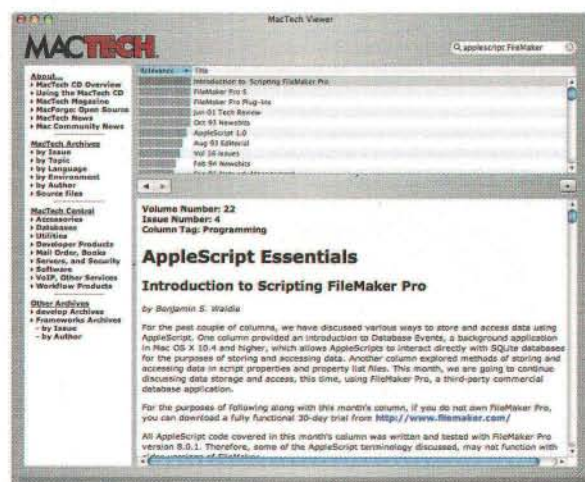 MacTech Viewer
MACTECH.
applescript FileMaker
About...
MacTech CD Overview
Using the MacTech CD
MacTech Magazine
MacForge: Open Source
MacTech News
Mac Community News
MacTech Archives
by Issue
by Topic
by Language
by Environment
by Author
Source Files
MacTech Central
Accessories
Databases
Utilities
Developer Products
Mail Order, Books
Servers, and Security
Software
VoIP, Other Services
Workflow Products
Other Archives
develop Archives
Frameworks Archives
- by Issue
- by Author
Relevance Title
Introduction to Scripting FileMaker Pro
FileMaker Pro 5
FileMaker Pro Plug-ins
Jun 01 Tech Review
Oct 93 Newsbits
AppleScript 1.0
Aug 93 Editorial
Vol 16 Issues
Feb 94 Newsbits
Volume Number: 22
Issue Number: 4
Column Tag: Programming
AppleScript Essentials
Introduction to Scripting FileMaker Pro
by Benjamin S. Waldie
For the past couple of columns, we have discussed various ways to store and access data using
AppleScript. One column provided an introduction to Database Events, a background application
in Mac OS X 10.4 and higher, which allows AppleScripts to interact directly with SQLite databases
for the purposes of storing and accessing data. Another column explored methods of storing and
accessing data in script properties and property list files. This month, we are going to continue
discussing data storage and access, this time, using FileMaker Pro, a third-party commercial
database application.
For the purposes of following along with this month's column, if you do not own FileMaker Pro,
you can download a fully functional 30-day trial from http://www.filemaker.com/
All AppleScript code covered in this month's column was written and tested with FileMaker Pro
version 8.0.1. Therefore, some of the AppleScript terminology discussed, may not function with